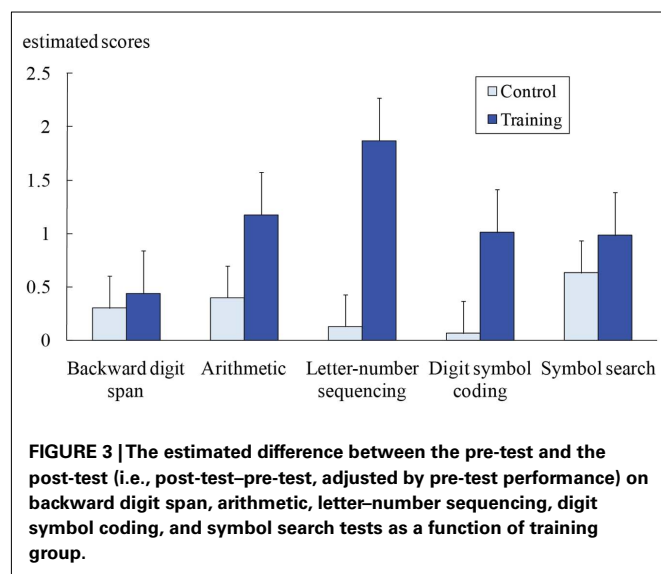 estimated scores
2.5
2
1.5
1
0.5
0
Control
Training
Backward digit
span
Arithmetic
Letter-number
sequencing
Digit symbol
coding
Symbol search
FIGURE 3 | The estimated difference between the pre-test and the
post-test (i.e., post-test–pre-test, adjusted by pre-test performance) on
backward digit span, arithmetic, letter–number sequencing, digit
symbol coding, and symbol search tests as a function of training
group.